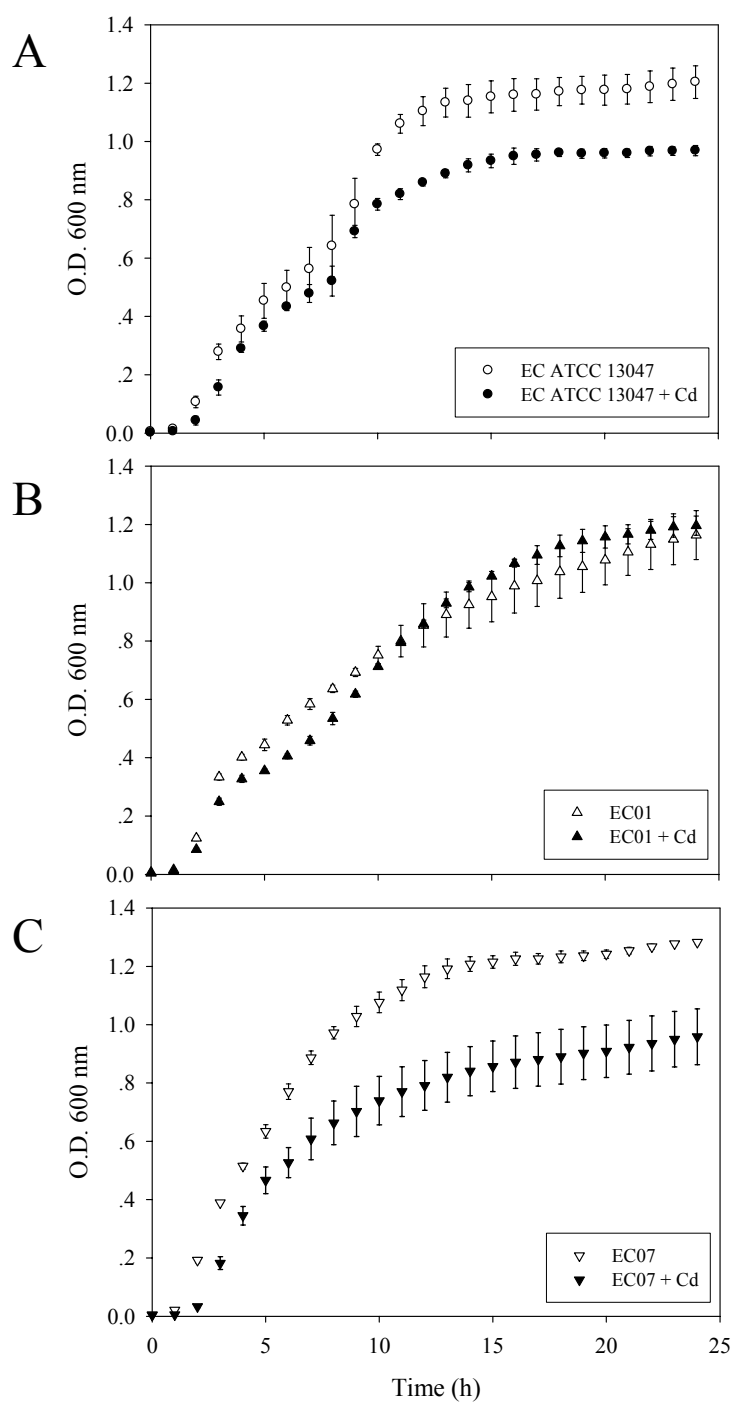 A
1.4
1.2
1.0
.8
.6
.4
.2
0.0
O.D. 600 nm
EC ATCC 13047
EC ATCC 13047 + Cd
B
1.4
1.2
1.0
.8
.6
.4
.2
0.0
O.D. 600 nm
EC01
EC01 + Cd
C
1.4
1.2
1.0
.8
.6
.4
.2
0.0
O.D. 600 nm
EC07
EC07 + Cd
0 5 10 15 20 25
Time (h)